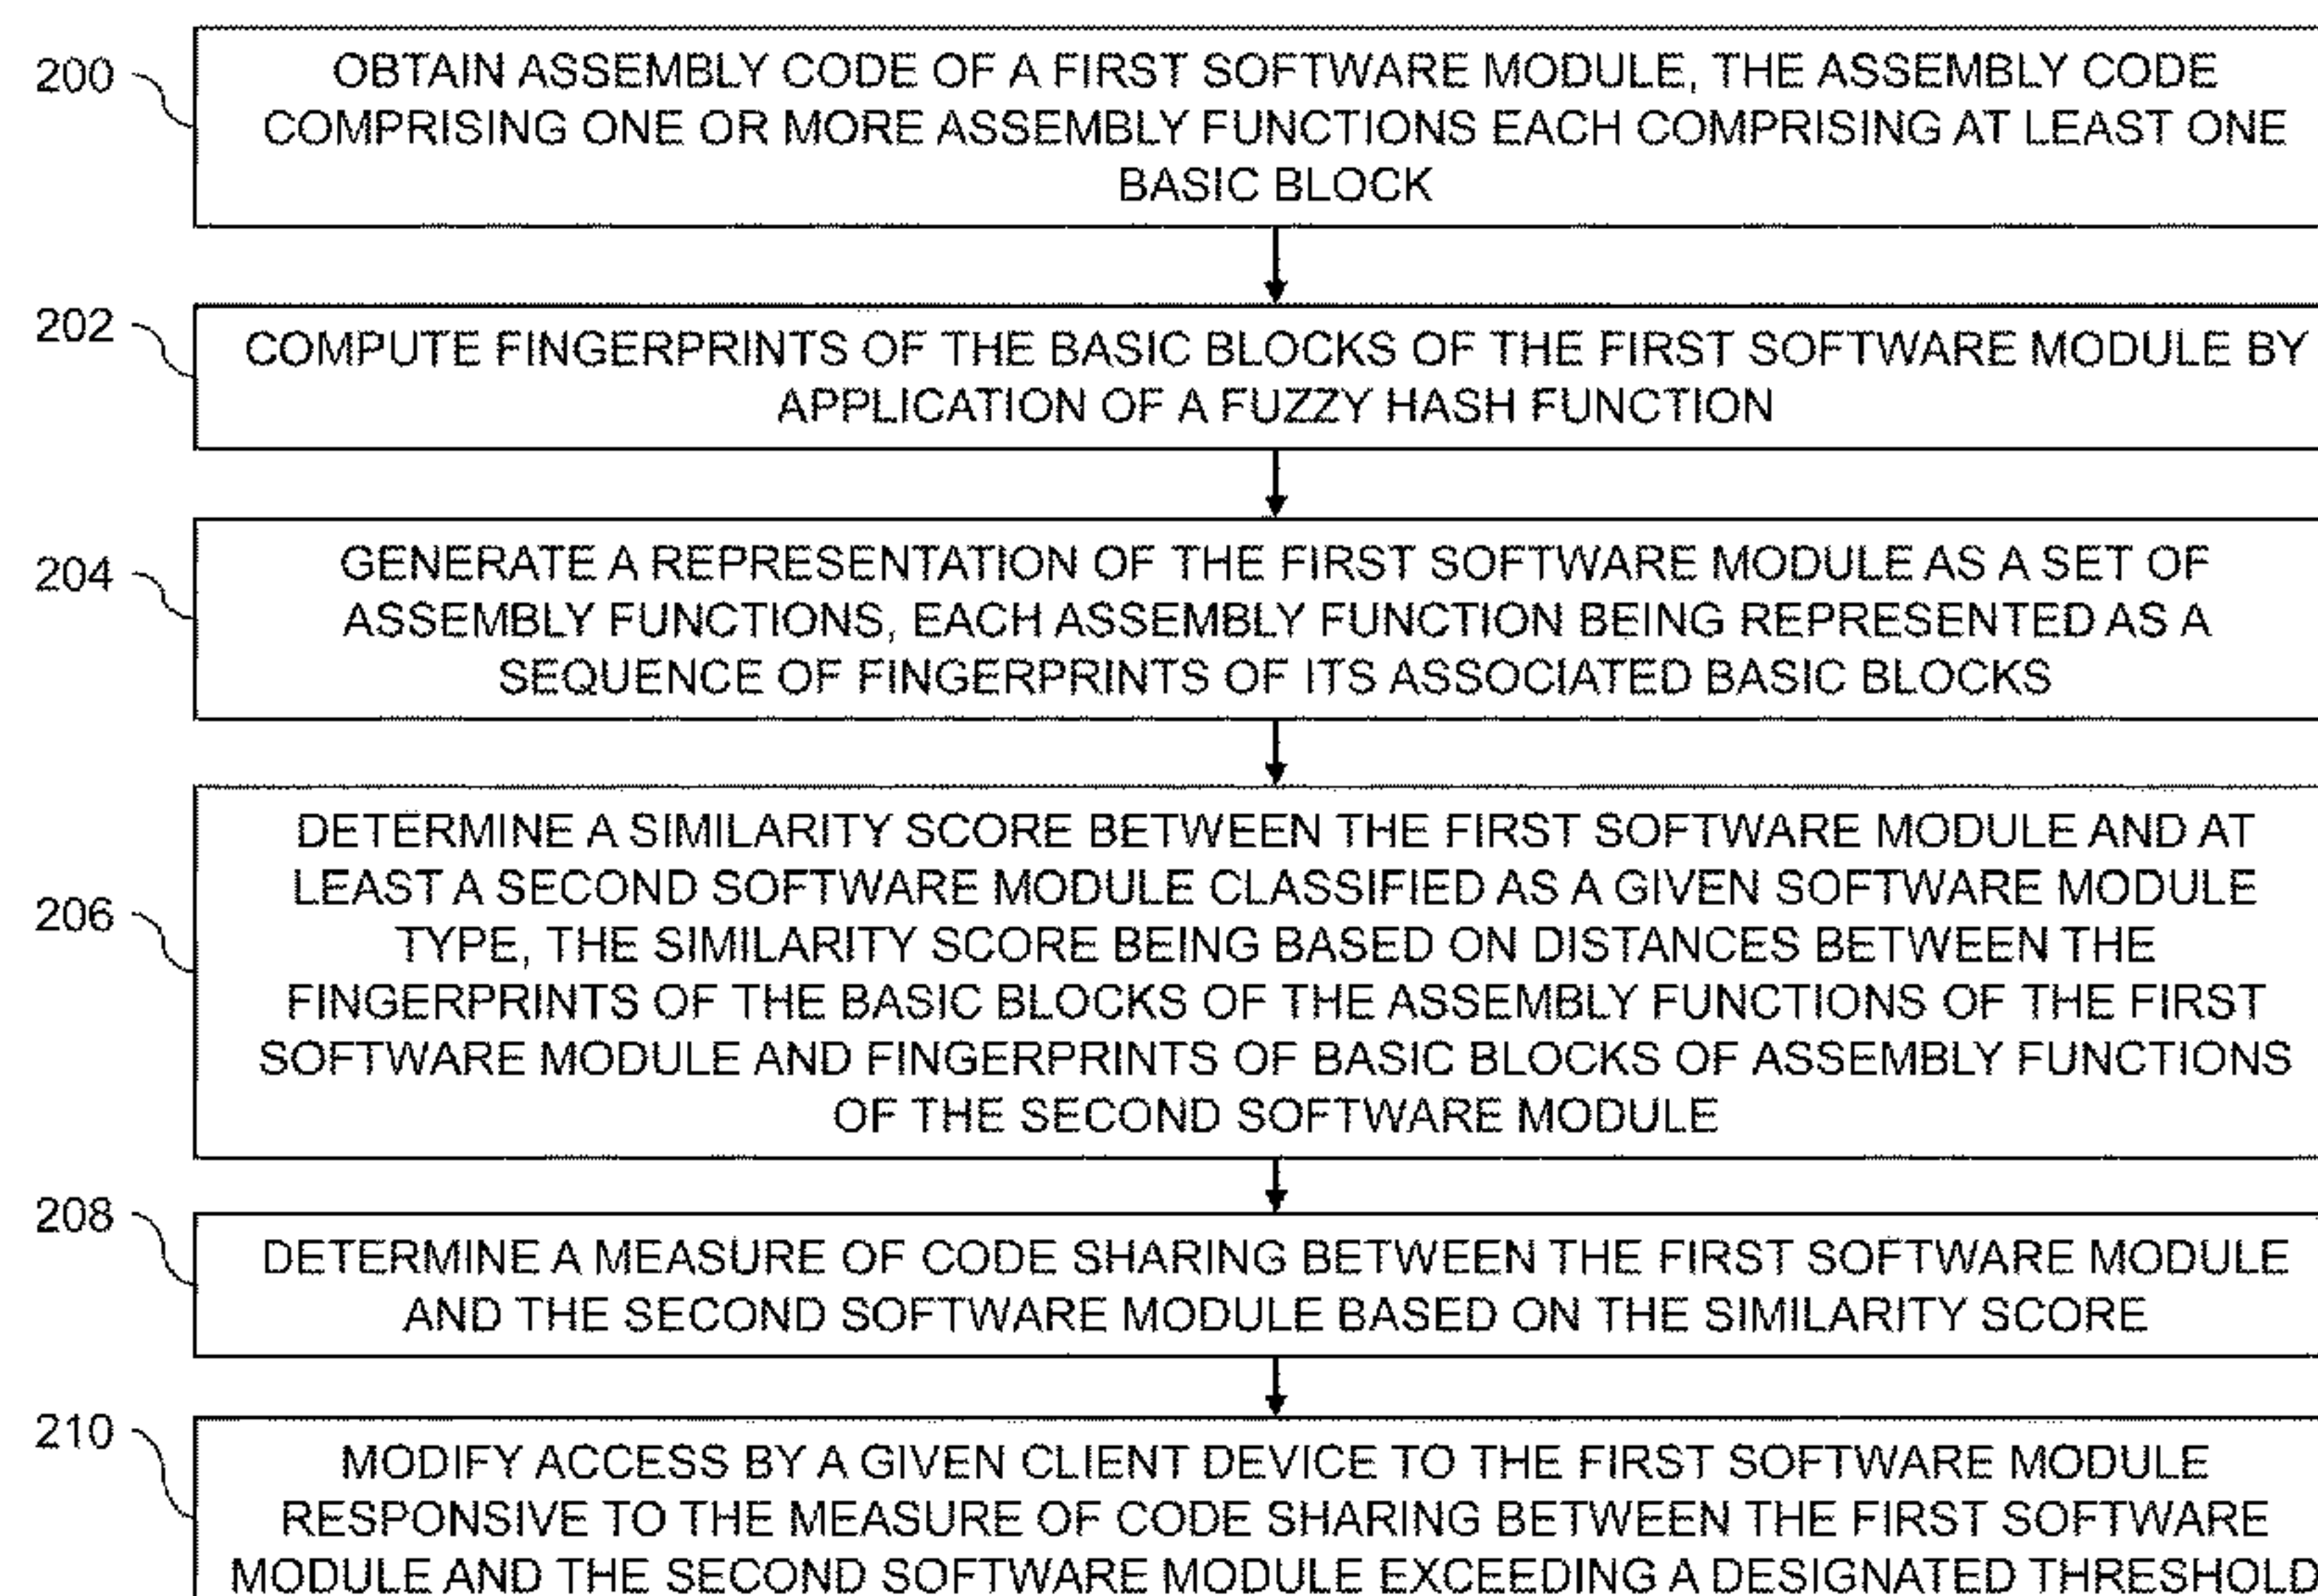 200
OBTAIN ASSEMBLY CODE OF A FIRST SOFTWARE MODULE, THE ASSEMBLY CODE
COMPRISING ONE OR MORE ASSEMBLY FUNCTIONS EACH COMPRISING AT LEAST ONE
BASIC BLOCK
202
COMPUTE FINGERPRINTS OF THE BASIC BLOCKS OF THE FIRST SOFTWARE MODULE BY
APPLICATION OF A FUZZY HASH FUNCTION
204
GENERATE A REPRESENTATION OF THE FIRST SOFTWARE MODULE AS A SET OF
ASSEMBLY FUNCTIONS, EACH ASSEMBLY FUNCTION BEING REPRESENTED AS A
SEQUENCE OF FINGERPRINTS OF ITS ASSOCIATED BASIC BLOCKS
206
DETERMINE A SIMILARITY SCORE BETWEEN THE FIRST SOFTWARE MODULE AND AT
LEAST A SECOND SOFTWARE MODULE CLASSIFIED AS A GIVEN SOFTWARE MODULE
TYPE, THE SIMILARITY SCORE BEING BASED ON DISTANCES BETWEEN THE
FINGERPRINTS OF THE BASIC BLOCKS OF THE ASSEMBLY FUNCTIONS OF THE FIRST
SOFTWARE MODULE AND FINGERPRINTS OF BASIC BLOCKS OF ASSEMBLY FUNCTIONS
OF THE SECOND SOFTWARE MODULE
208
DETERMINE A MEASURE OF CODE SHARING BETWEEN THE FIRST SOFTWARE MODULE
AND THE SECOND SOFTWARE MODULE BASED ON THE SIMILARITY SCORE
210
MODIFY ACCESS BY A GIVEN CLIENT DEVICE TO THE FIRST SOFTWARE MODULE
RESPONSIVE TO THE MEASURE OF CODE SHARING BETWEEN THE FIRST SOFTWARE
MODULE AND THE SECOND SOFTWARE MODULE EXCEEDING A DESIGNATED THRESHOLD